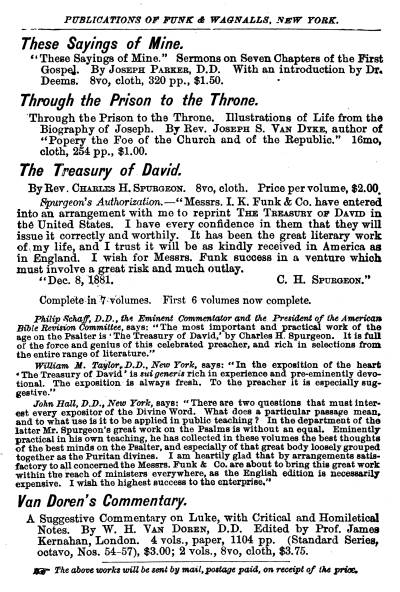 PUBLICATIONS OF FUNK & WAGNALLS, NEW YORK.
These Sayings of Mine.
"These Sayings of Mine." Sermons on Seven Chapters of the First
Gospel. By JOSEPH PARKER, D.D. With an introduction by Dr.
Deems. 8vo, cloth, 320 pp., $1.50.
Through the Prison to the Throne.
Through the Prison to the Throne. Illustrations of Life from the
Biography of Joseph. By REV. JOSEPH S. VAN DYKE, author of
"Popery the Foe of the Church and of the Republic." 16mo,
cloth, 254 pp., $1.00.
The Treasury of David.
By REV. CHARLES H. SPURGEON. 8vo, cloth. Price per volume, $2.00.
Spurgeon's Authorization.—"Messrs. I. K. Funk & Co. have entered
into an arrangement with me to reprint THE TREASURY OF DAVID in
the United States. I have every confidence in them that they will
issue it correctly and worthily. It has been the great literary work
of my life, and I trust it will be as kindly received in America as
in England. I wish for Messrs. Funk success in a venture which
must involve a great risk and much outlay.
"Dec. 8, 1881. C. H. SPURGEON."
Complete in 7 volumes. First 6 volumes now complete.
Philip Schaff, D.D., the Eminent Commentator and the President of the American
Bible Revision Committee, says: "The most important and practical work of the
age on the Psalter is 'The Treasury of David,' by Charles H. Spurgeon. It is full
of the force and genius of this celebrated preacher, and rich in selections from
the entire range of literature."
William M. Taylor, D.D., New York, says: "In the exposition of the heart
'The Treasury of David' is sui generis rich in experience and pre-eminently devo-
tional. The exposition is always fresh. To the preacher it is especially sug-
gestive."
John Hall, D.D., New York, says: "There are two questions that must inter-
est every expositor of the Divine Word. What does a particular passage mean,
and to what use is it to be applied in public teaching? In the department of the
latter Mr. Spurgeon's great work on the Psalms is without an equal. Eminently
practical in his own teaching, he has collected in these volumes the best thoughts
of the best minds on the Psalter, and especially of that great body loosely grouped
together as the Puritan divines. I am heartily glad that by arrangements satis-
factory to all concerned the Messrs. Funk & Co. are about to bring this great work
within the reach of ministers everywhere, as the English edition is necessarily
expensive. I wish the highest success to the enterprise."
Van Doren's Commentary.
A Suggestive Commentary on Luke, with Critical and Homiletical
Notes. By W. H. VAN DOREN, D.D. Edited by Prof. James
Kernahan, London. 4 vols., paper, 1104 pp. (Standard Series,
octavo, Nos. 54-57), $3.00; 2 vols., 8vo, cloth, $3.75.
☞ The above works will be sent by mail, postage paid, on receipt of the price.